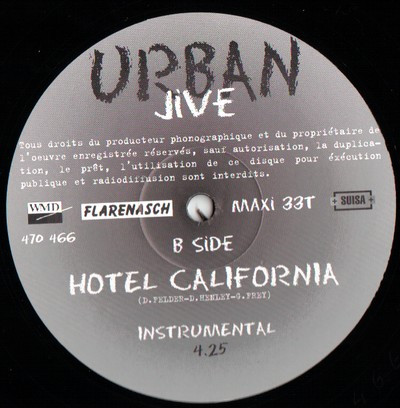 URBAN
JIVE
Tous droits du producteur phonographique et du propriétaire de
l'oeuvre enregistrée réservés, sauf autorisation, la duplica-
tion, le prêt, l'utilisation de ce disque pour éxécution
publique et radiodiffusion sont interdits.
WMD FLARENASCH MAXI 33T SUISA
470 466
B SIDE
HOTEL CALIFORNIA
(D.FELDER-D.HENLEY-G.FREY)
INSTRUMENTAL
4.25